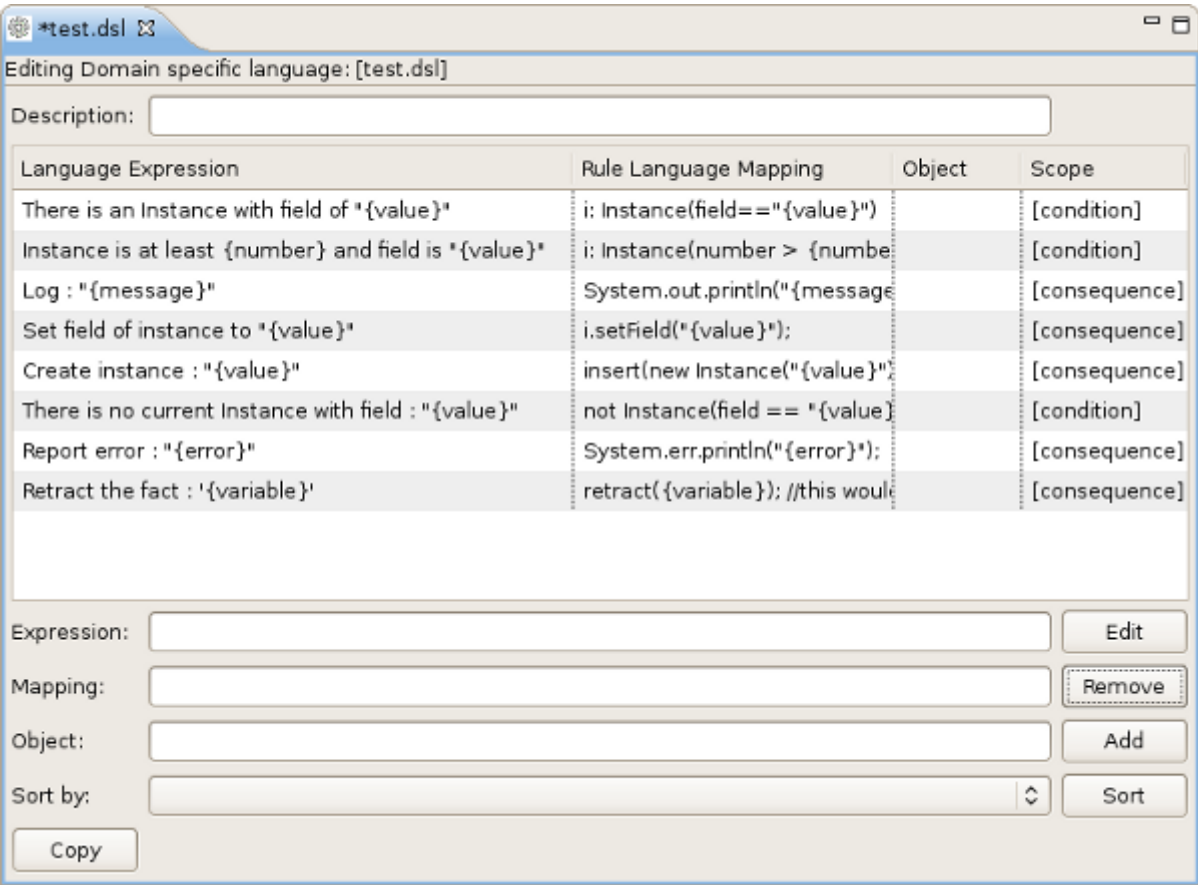 *test.dsl
Editing Domain specific language: [test.dsl]
Description:
Language Expression Rule Language Mapping Object Scope
There is an Instance with field of "{value}" i: Instance(field=="{value}") [condition]
Instance is at least {number} and field is "{value}" i: Instance(number > {numbe [condition]
Log : "{message}" System.out.println("{message [consequence]
Set field of instance to "{value}" i.setField("{value}"); [consequence]
Create instance : "{value}" insert(new Instance("{value}") [consequence]
There is no current Instance with field : "{value}" not Instance(field == "{value} [condition]
Report error : "{error}" System.err.println("{error}"); [consequence]
Retract the fact : '{variable}' retract({variable}); //this would [consequence]
Expression: Edit
Mapping: Remove
Object: Add
Sort by: Sort
Copy